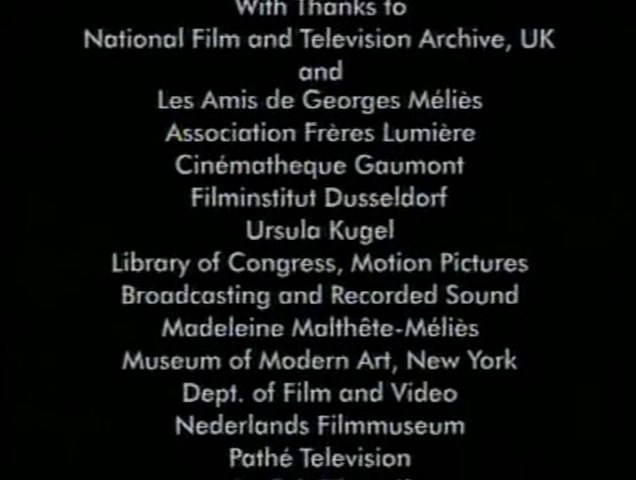 With Thanks to
National Film and Television Archive, UK
and
Les Amis de Georges Méliès
Association Frères Lumière
Cinématheque Gaumont
Filminstitut Dusseldorf
Ursula Kugel
Library of Congress, Motion Pictures
Broadcasting and Recorded Sound
Madeleine Malthête-Méliès
Museum of Modern Art, New York
Dept. of Film and Video
Nederlands Filmmuseum
Pathé Television